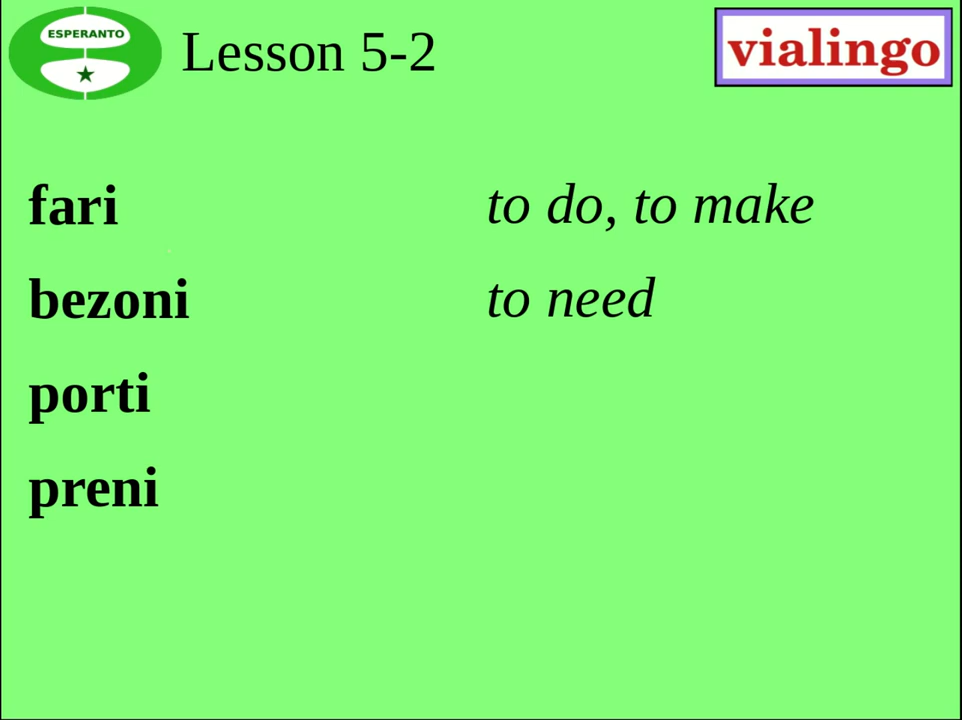 ESPERANTO
Lesson 5-2
vialingo
fari to do, to make
bezoni to need
porti
preni